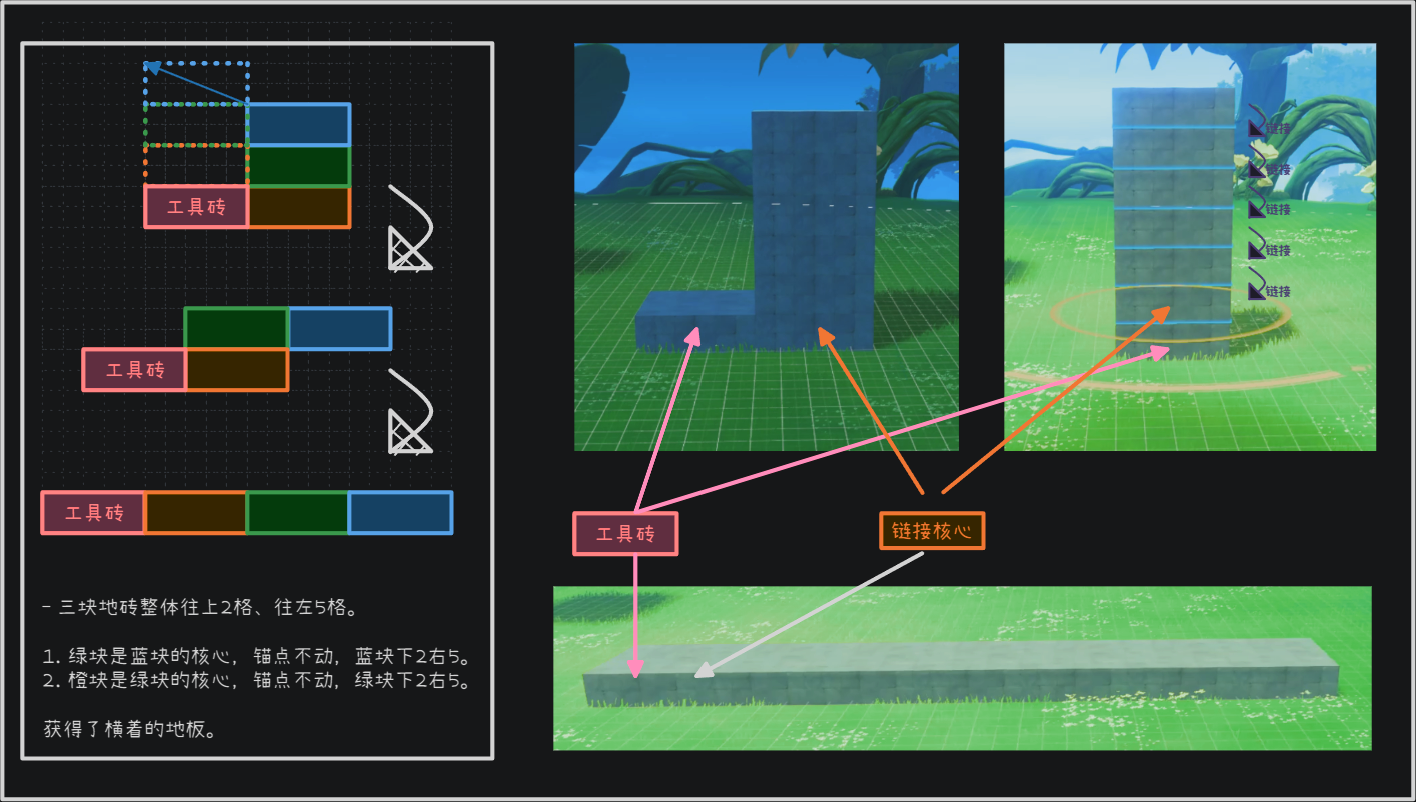 工具砖
工具砖
工具砖
- 三块地砖整体往上2格、往左5格。
1. 绿块是蓝块的核心, 锚点不动, 蓝块下2右5。
2. 橙块是绿块的核心, 锚点不动, 绿块下2右5。
获得了横着的地板。
链接
链接
链接
链接
链接
工具砖
链接核心